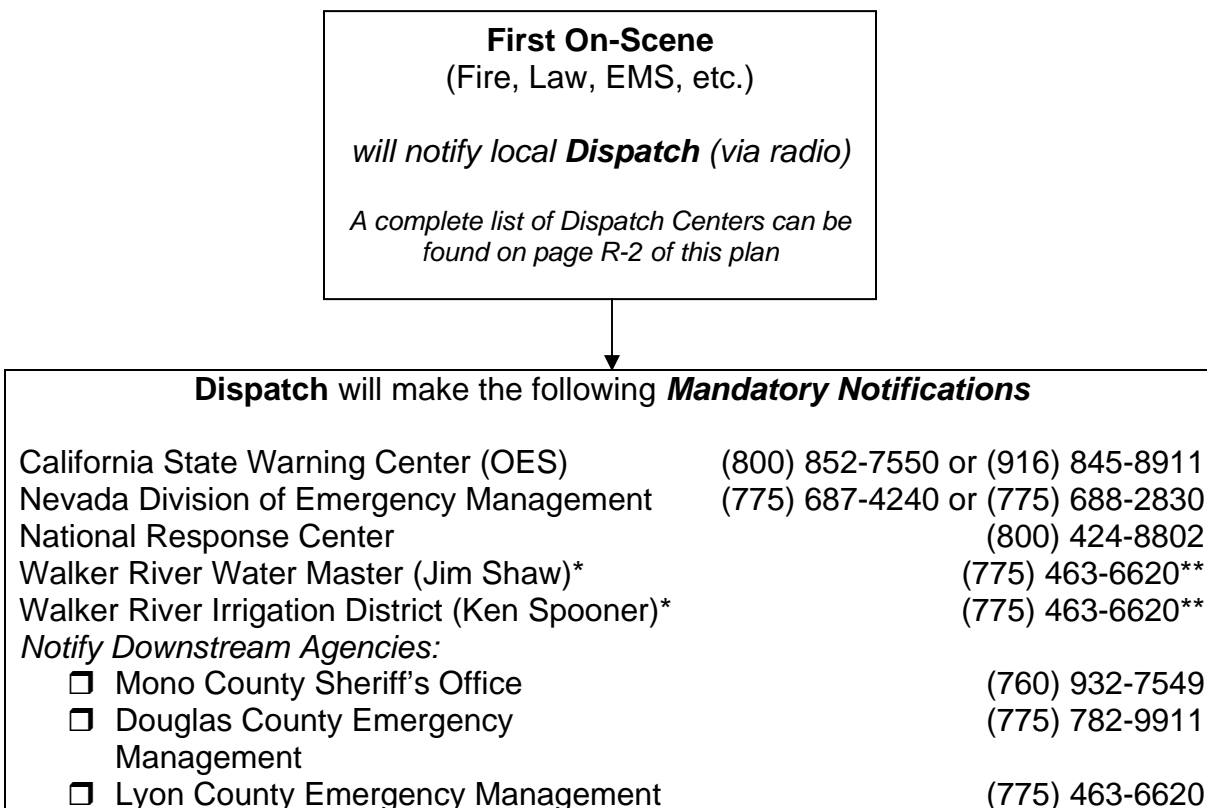 First On-Scene
(Fire, Law, EMS, etc.)
will notify local Dispatch (via radio)
A complete list of Dispatch Centers can be
found on page R-2 of this plan
Dispatch will make the following Mandatory Notifications
California State Warning Center (OES) (800) 852-7550 or (916) 845-8911
Nevada Division of Emergency Management (775) 687-4240 or (775) 688-2830
National Response Center (800) 424-8802
Walker River Water Master (Jim Shaw)* (775) 463-6620**
Walker River Irrigation District (Ken Spooner)* (775) 463-6620**
Notify Downstream Agencies:
❒ Mono County Sheriff’s Office (760) 932-7549
❒ Douglas County Emergency (775) 782-9911
Management
❒ Lyon County Emergency Management (775) 463-6620